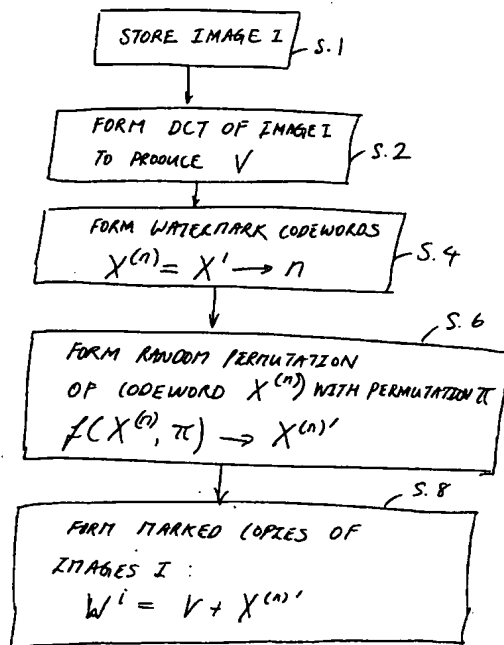 STORE IMAGE I
S.1
FORM DCT OF IMAGE I
TO PRODUCE V
S.2
FORM WATERMARK CODEWORDS
X⁽ⁿ⁾ = X' → n
S.4
S.6
FORM RANDOM PERMUTATION
OF CODEWORD X⁽ⁿ⁾ WITH PERMUTATION π
f(X⁽ⁿ⁾, π) → X⁽ⁿ⁾'
S.8
FORM MARKED COPIES OF
IMAGES I :
Wⁱ = V + X⁽ⁿ⁾'